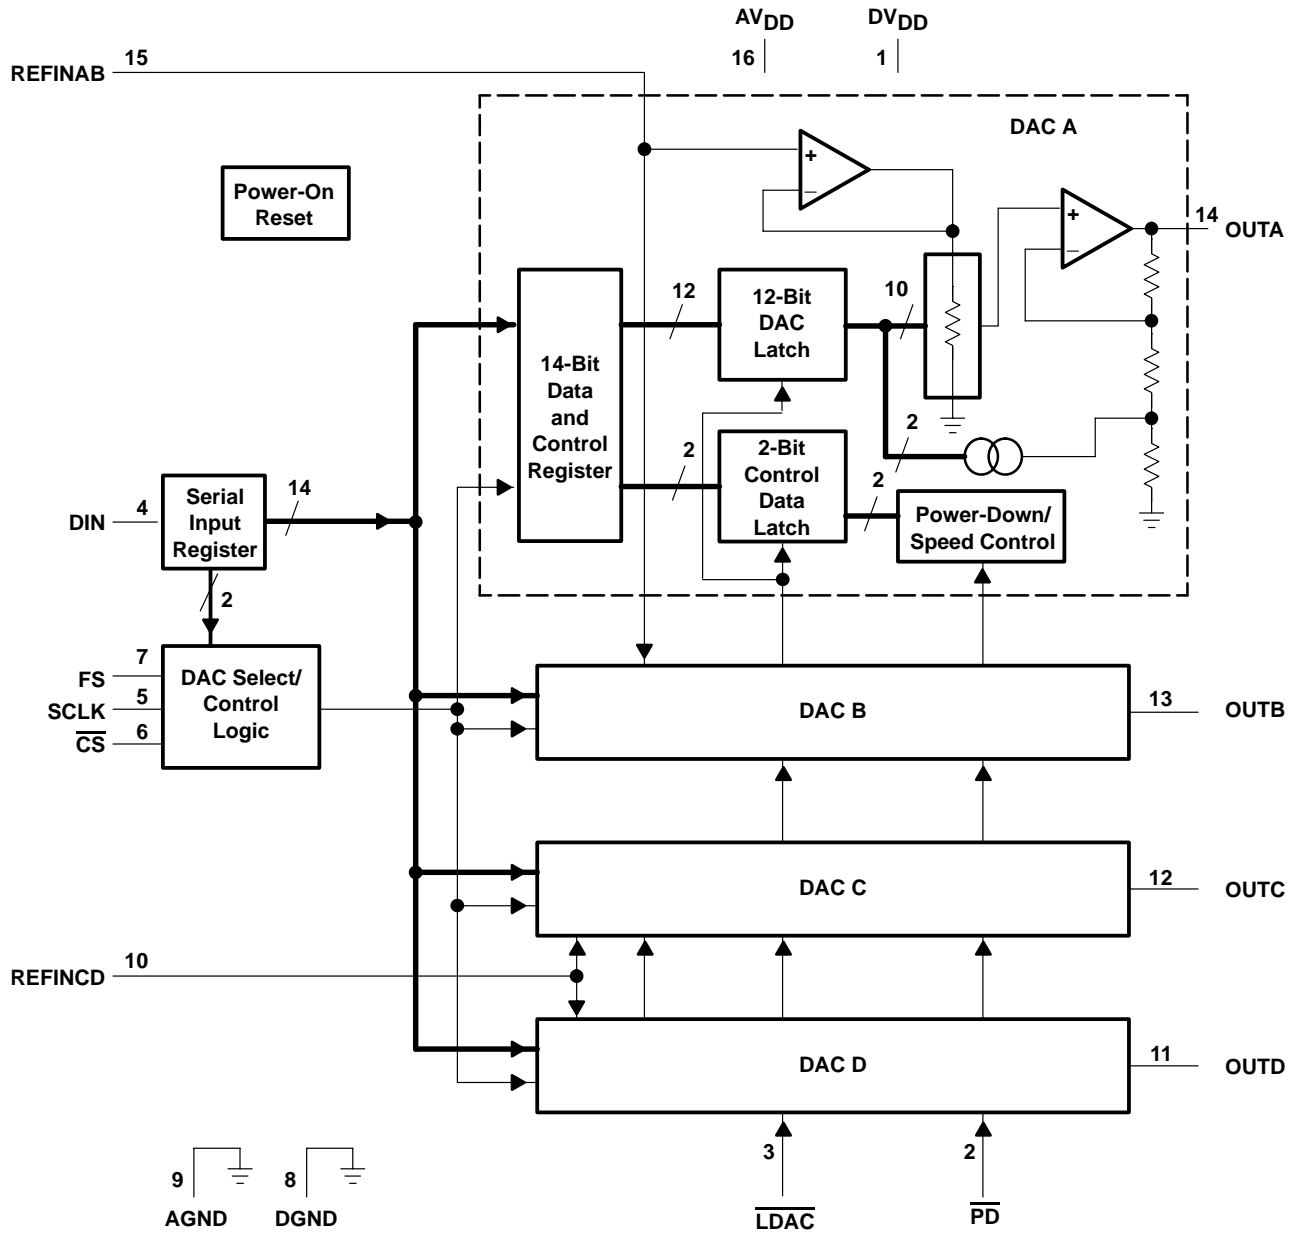 AVDD
DVDD
16
1
15
REFINAB
DAC A
Power-On
Reset
+
–
+
–
14
OUTA
12
12-Bit
DAC
Latch
10
14-Bit
Data
and
Control
Register
2
2-Bit
Control
Data
Latch
2
2
Power-Down/
Speed Control
4
DIN
Serial
Input
Register
14
2
7
FS
5
SCLK
6
CS
DAC Select/
Control
Logic
DAC B
13
OUTB
DAC C
12
OUTC
10
REFINCD
DAC D
11
OUTD
9
AGND
8
DGND
3
LDAC
2
PD